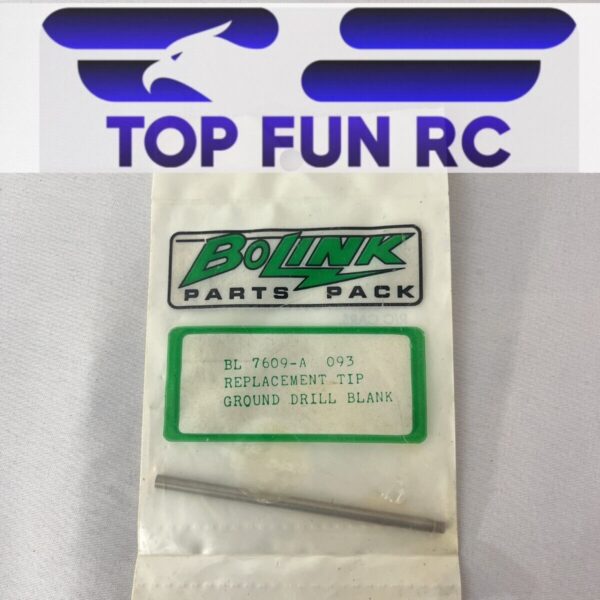 TOP FUN RC
BOLINK
PARTS PACK
BL 7609-A 093
REPLACEMENT TIP
GROUND DRILL BLANK